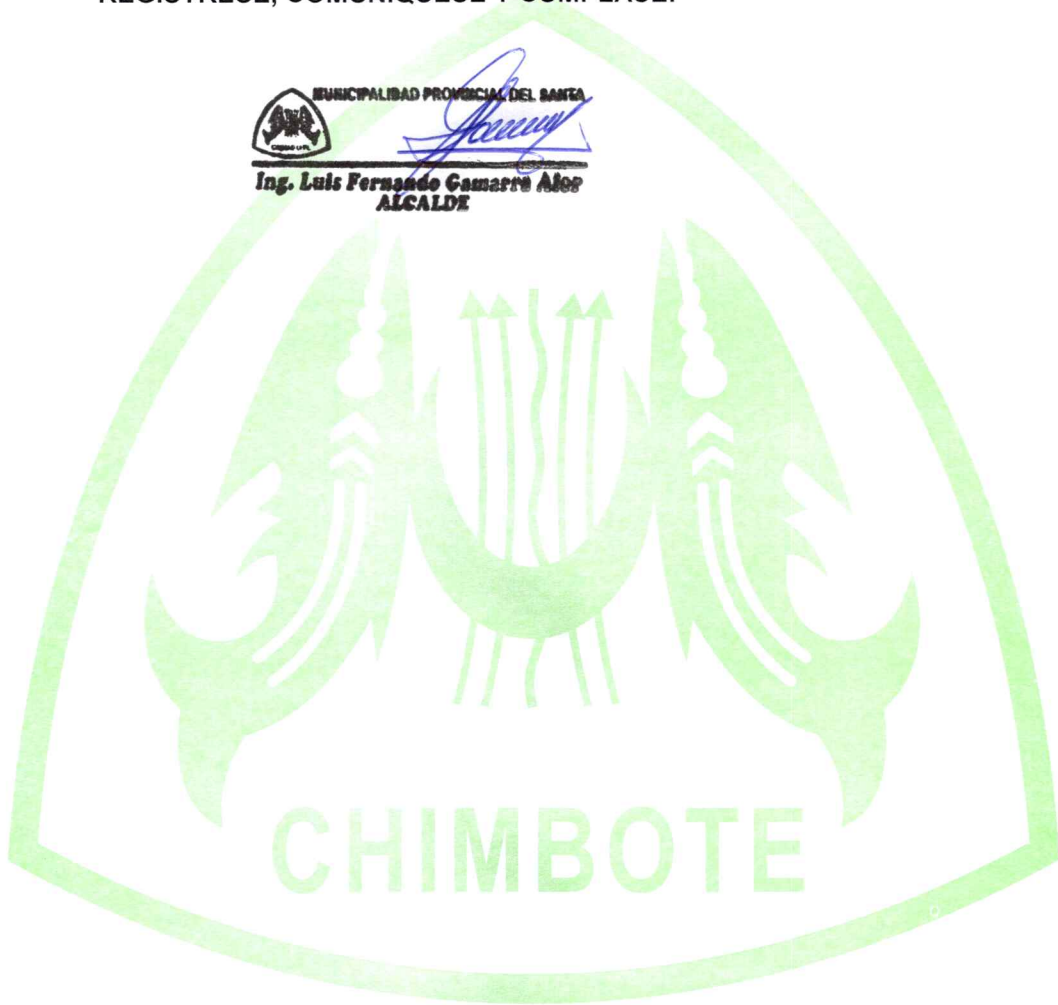 REGÍSTRESE, COMUNÍQUESE Y CÚMPLASE.
MUNICIPALIDAD PROVINCIAL DEL SANTA
Ing. Luis Fernando Gamarra Alor
ALCALDE
CHIMBOTE